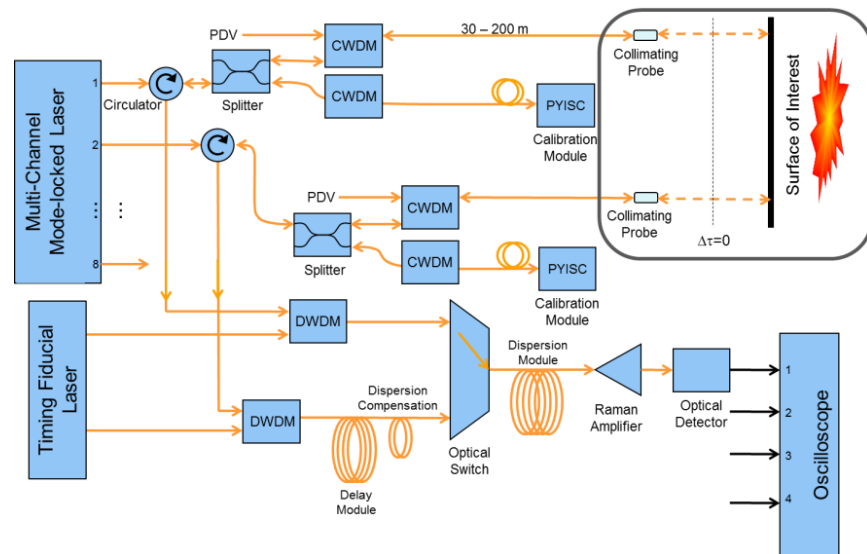 PDV
CWDM
30 – 200 m
Collimating
Probe
Multi-Channel
Mode-locked Laser
1
Circulator
Splitter
CWDM
PYISC
Calibration
Module
Surface of Interest
2
PDV
CWDM
Collimating
Probe
Δτ=0
... ...
8
Splitter
CWDM
PYISC
Calibration
Module
Timing Fiducial
Laser
DWDM
Dispersion
Module
Dispersion
Compensation
DWDM
Delay
Module
Optical
Switch
Raman
Amplifier
Optical
Detector
1
2
3
4
Oscilloscope